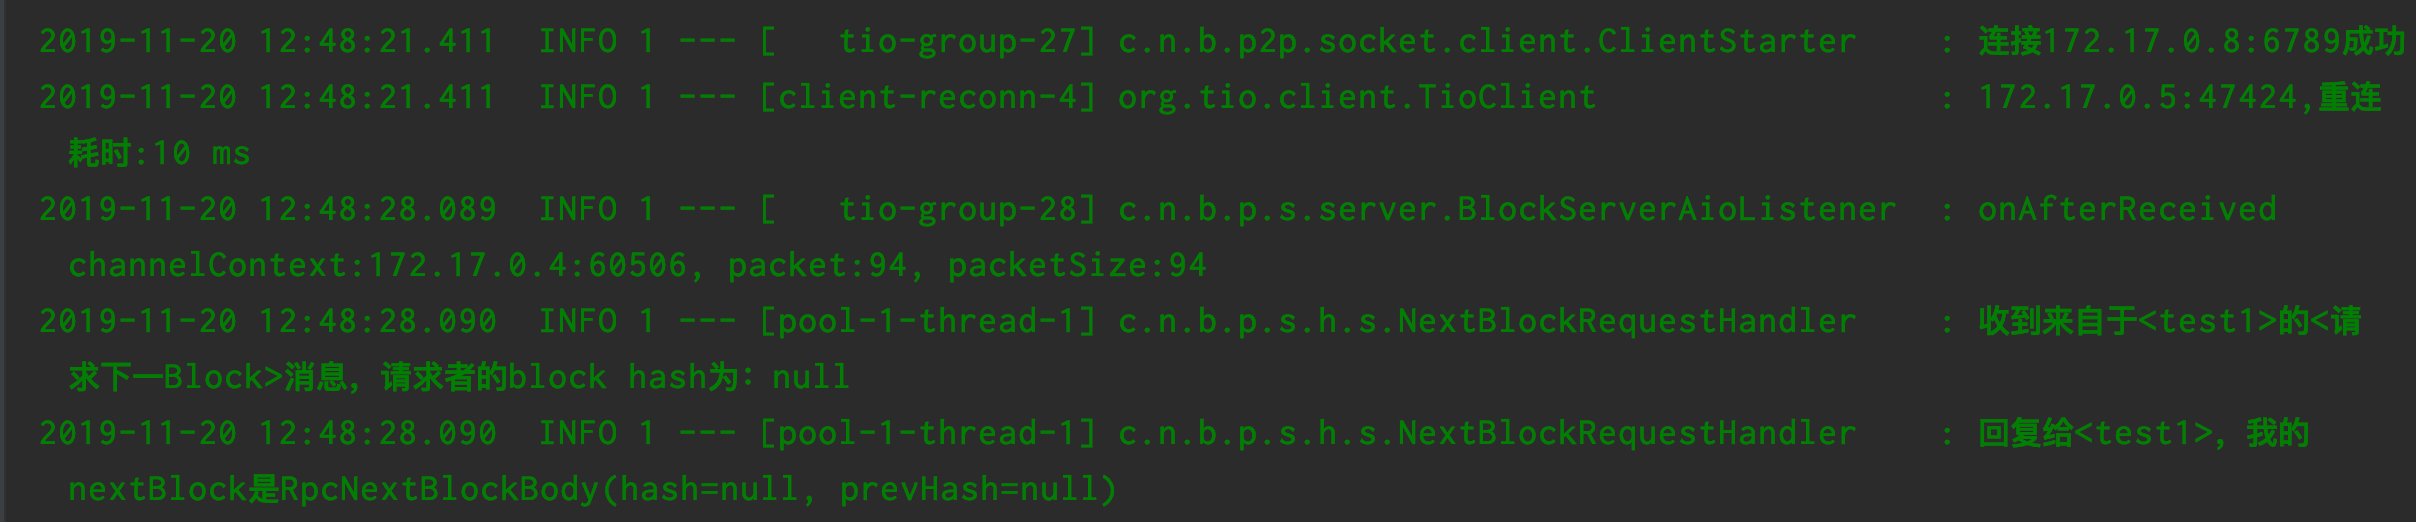 2019-11-20 12:48:21.411  INFO 1 --- [   tio-group-27] c.n.b.p2p.socket.client.ClientStarter    : 连接172.17.0.8:6789成功
2019-11-20 12:48:21.411  INFO 1 --- [client-reconn-4] org.tio.client.TioClient                 : 172.17.0.5:47424,重连
耗时:10 ms
2019-11-20 12:48:28.089  INFO 1 --- [   tio-group-28] c.n.b.p.s.server.BlockServerAioListener  : onAfterReceived
channelContext:172.17.0.4:60506, packet:94, packetSize:94
2019-11-20 12:48:28.090  INFO 1 --- [pool-1-thread-1] c.n.b.p.s.h.s.NextBlockRequestHandler    : 收到来自于<test1>的<请
求下一Block>消息，请求者的block hash为：null
2019-11-20 12:48:28.090  INFO 1 --- [pool-1-thread-1] c.n.b.p.s.h.s.NextBlockRequestHandler    : 回复给<test1>，我的
nextBlock是RpcNextBlockBody(hash=null, prevHash=null)